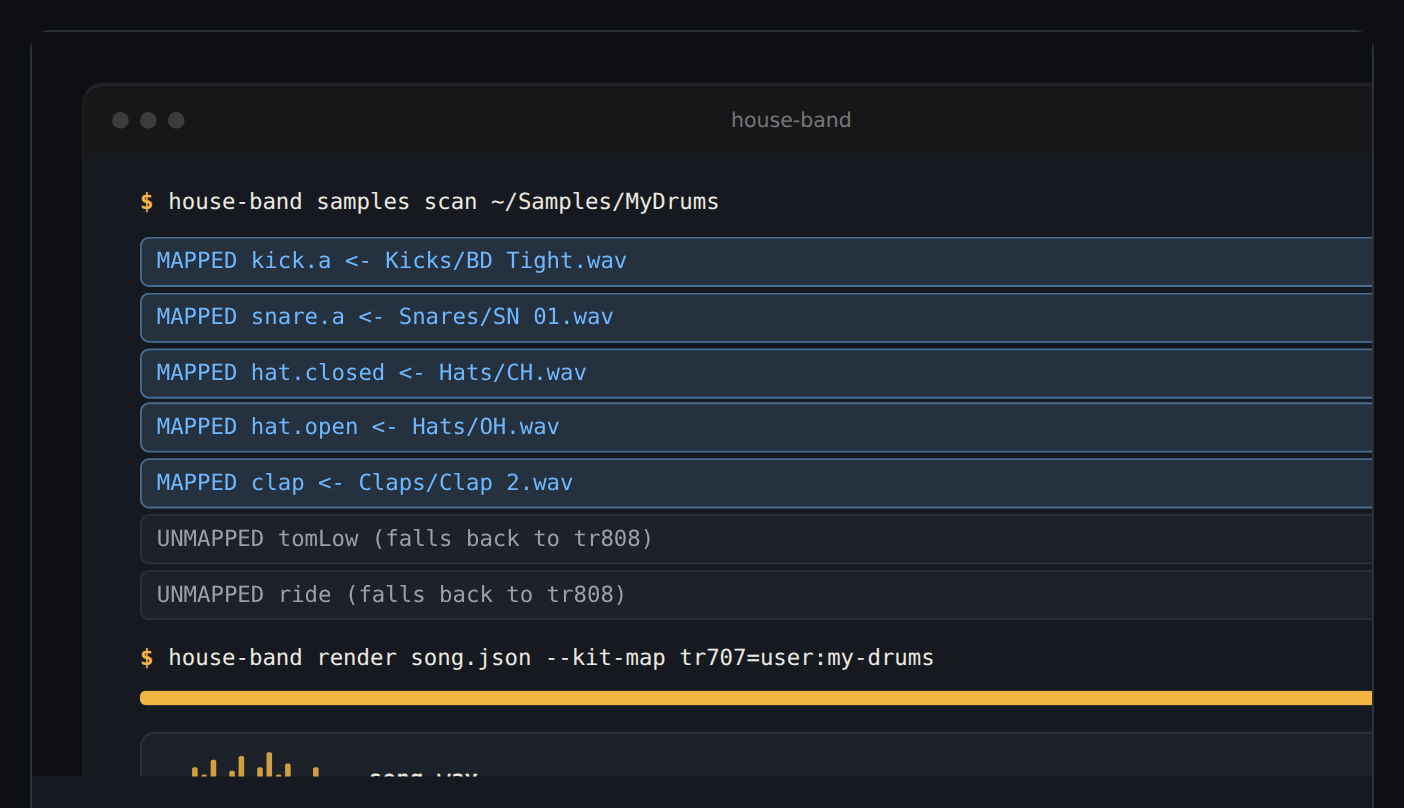 house-band
$ house-band samples scan ~/Samples/MyDrums
MAPPED kick.a <- Kicks/BD Tight.wav
MAPPED snare.a <- Snares/SN 01.wav
MAPPED hat.closed <- Hats/CH.wav
MAPPED hat.open <- Hats/OH.wav
MAPPED clap <- Claps/Clap 2.wav
UNMAPPED tomLow (falls back to tr808)
UNMAPPED ride (falls back to tr808)
$ house-band render song.json --kit-map tr707=user:my-drums